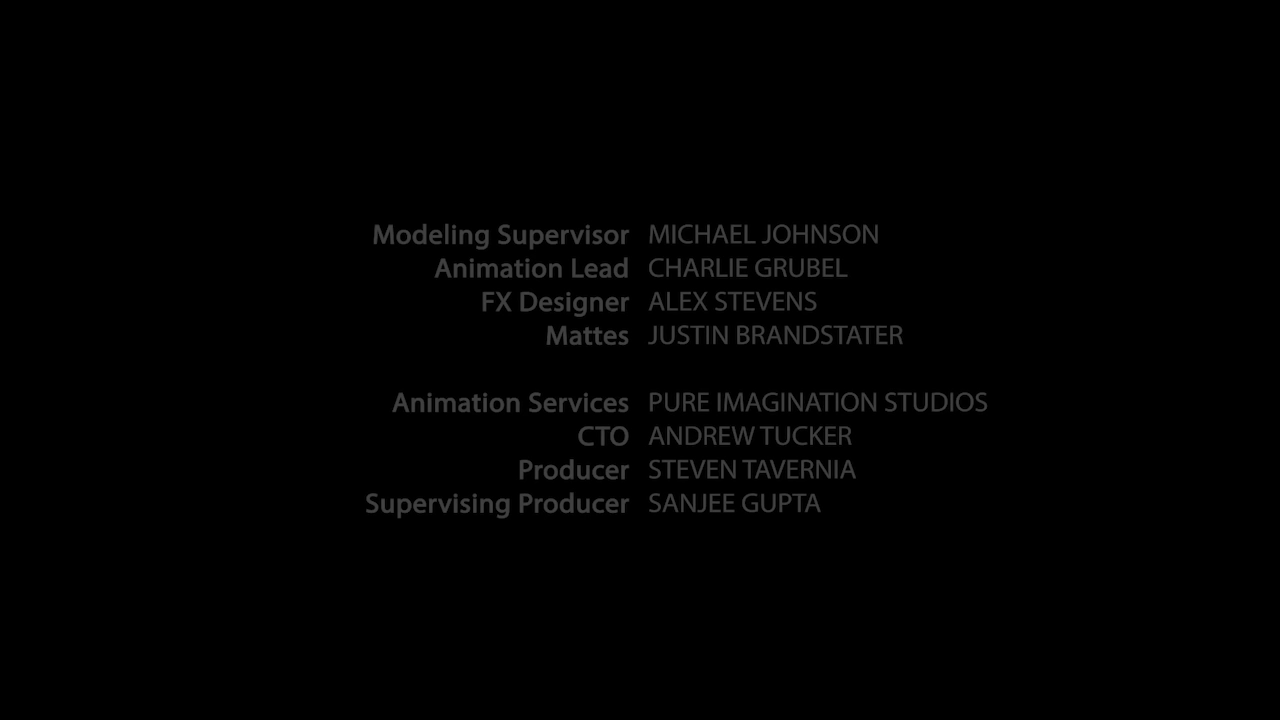 Modeling Supervisor MICHAEL JOHNSON
Animation Lead CHARLIE GRUBEL
FX Designer ALEX STEVENS
Mattes JUSTIN BRANDSTATER
Animation Services PURE IMAGINATION STUDIOS
CTO ANDREW TUCKER
Producer STEVEN TAVERNIA
Supervising Producer SANJEE GUPTA